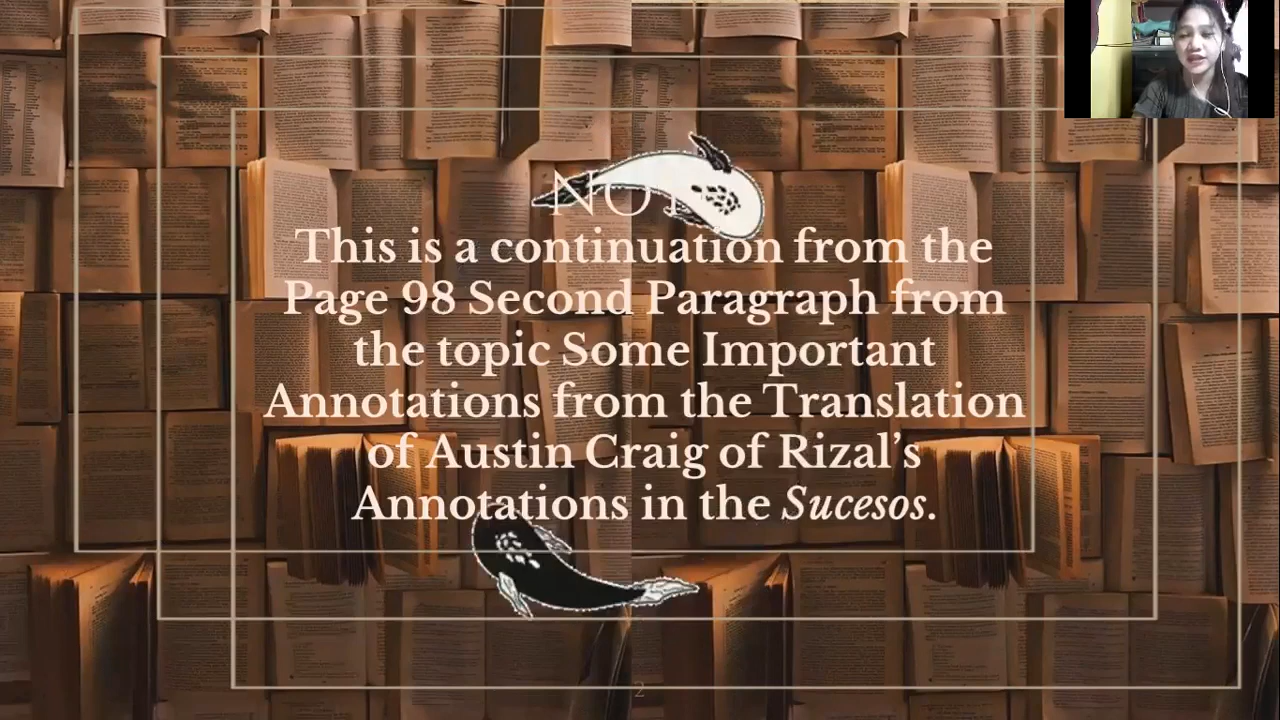 This is a continuation from the
Page 98 Second Paragraph from
the topic Some Important
Annotations from the Translation
of Austin Craig of Rizal’s
Annotations in the Sucesos.
2